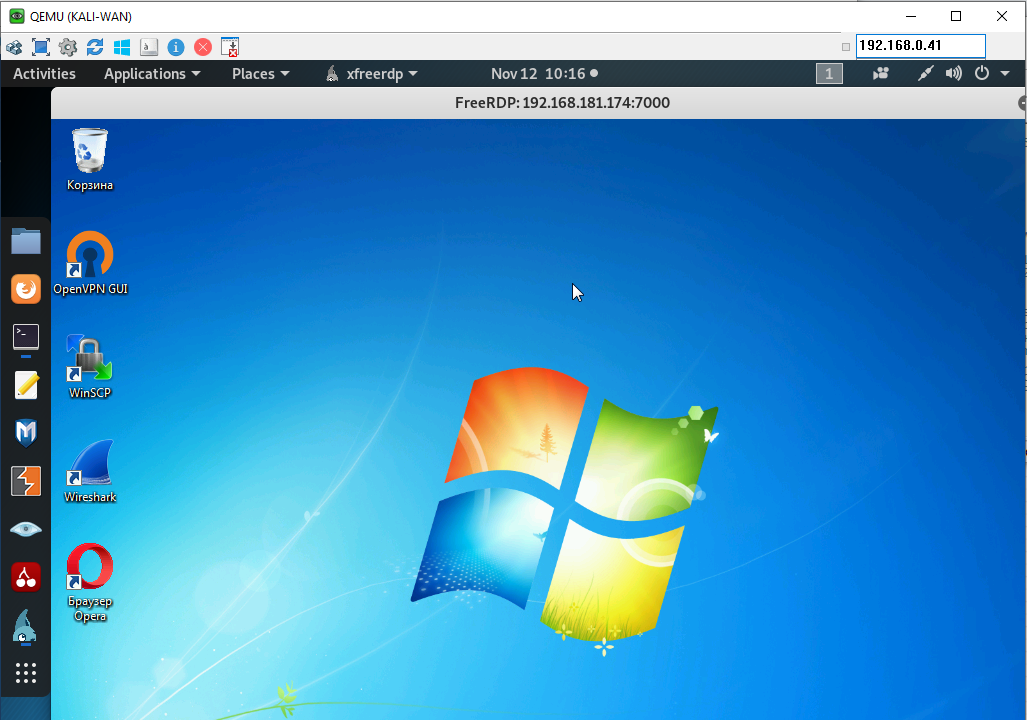 QEMU (KALI-WAN)
192.168.0.41
Activities Applications Places xfreerdp Nov 12 10:16 1
FreeRDP: 192.168.181.174:7000
Корзина
OpenVPN GUI
WinSCP
Wireshark
Браузер
Opera